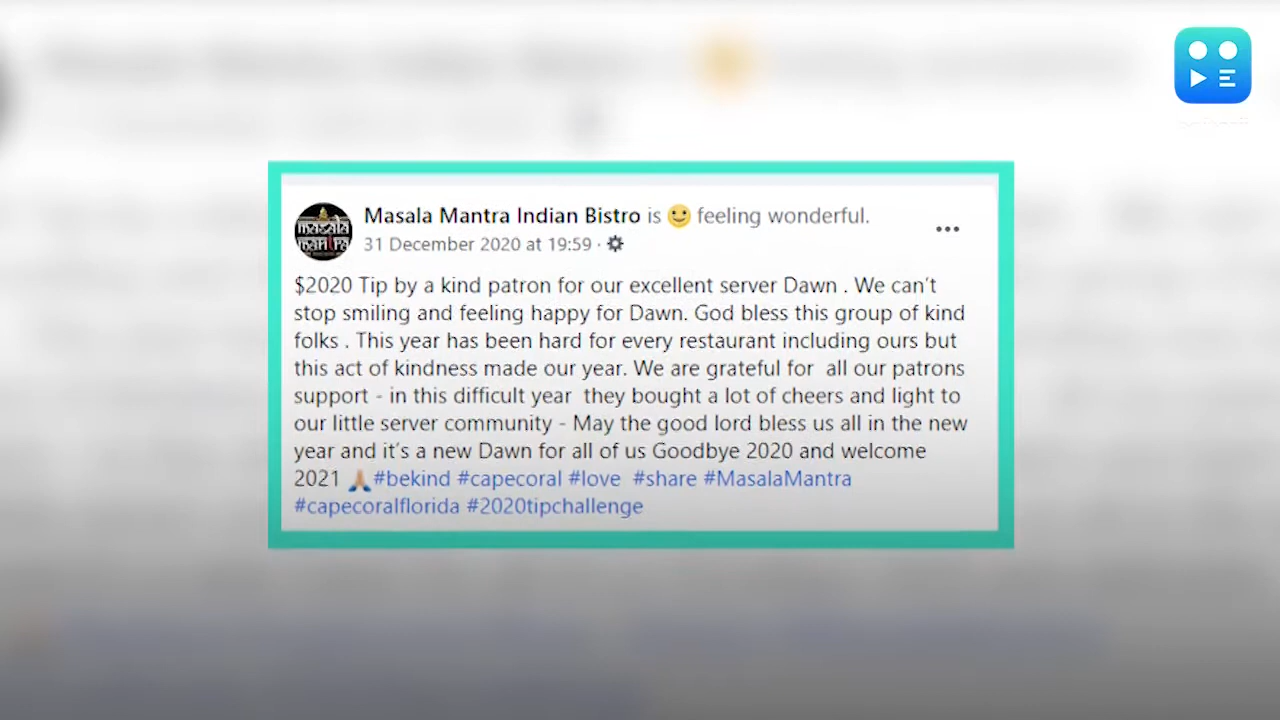 masala
mantra
Masala Mantra Indian Bistro is 🙂 feeling wonderful.
31 December 2020 at 19:59 ·
$2020 Tip by a kind patron for our excellent server Dawn . We can't
stop smiling and feeling happy for Dawn. God bless this group of kind
folks . This year has been hard for every restaurant including ours but
this act of kindness made our year. We are grateful for  all our patrons
support - in this difficult year  they bought a lot of cheers and light to
our little server community - May the good lord bless us all in the new
year and it's a new Dawn for all of us Goodbye 2020 and welcome
2021 🙏#bekind #capecoral #love  #share #MasalaMantra
#capecoralflorida #2020tipchallenge